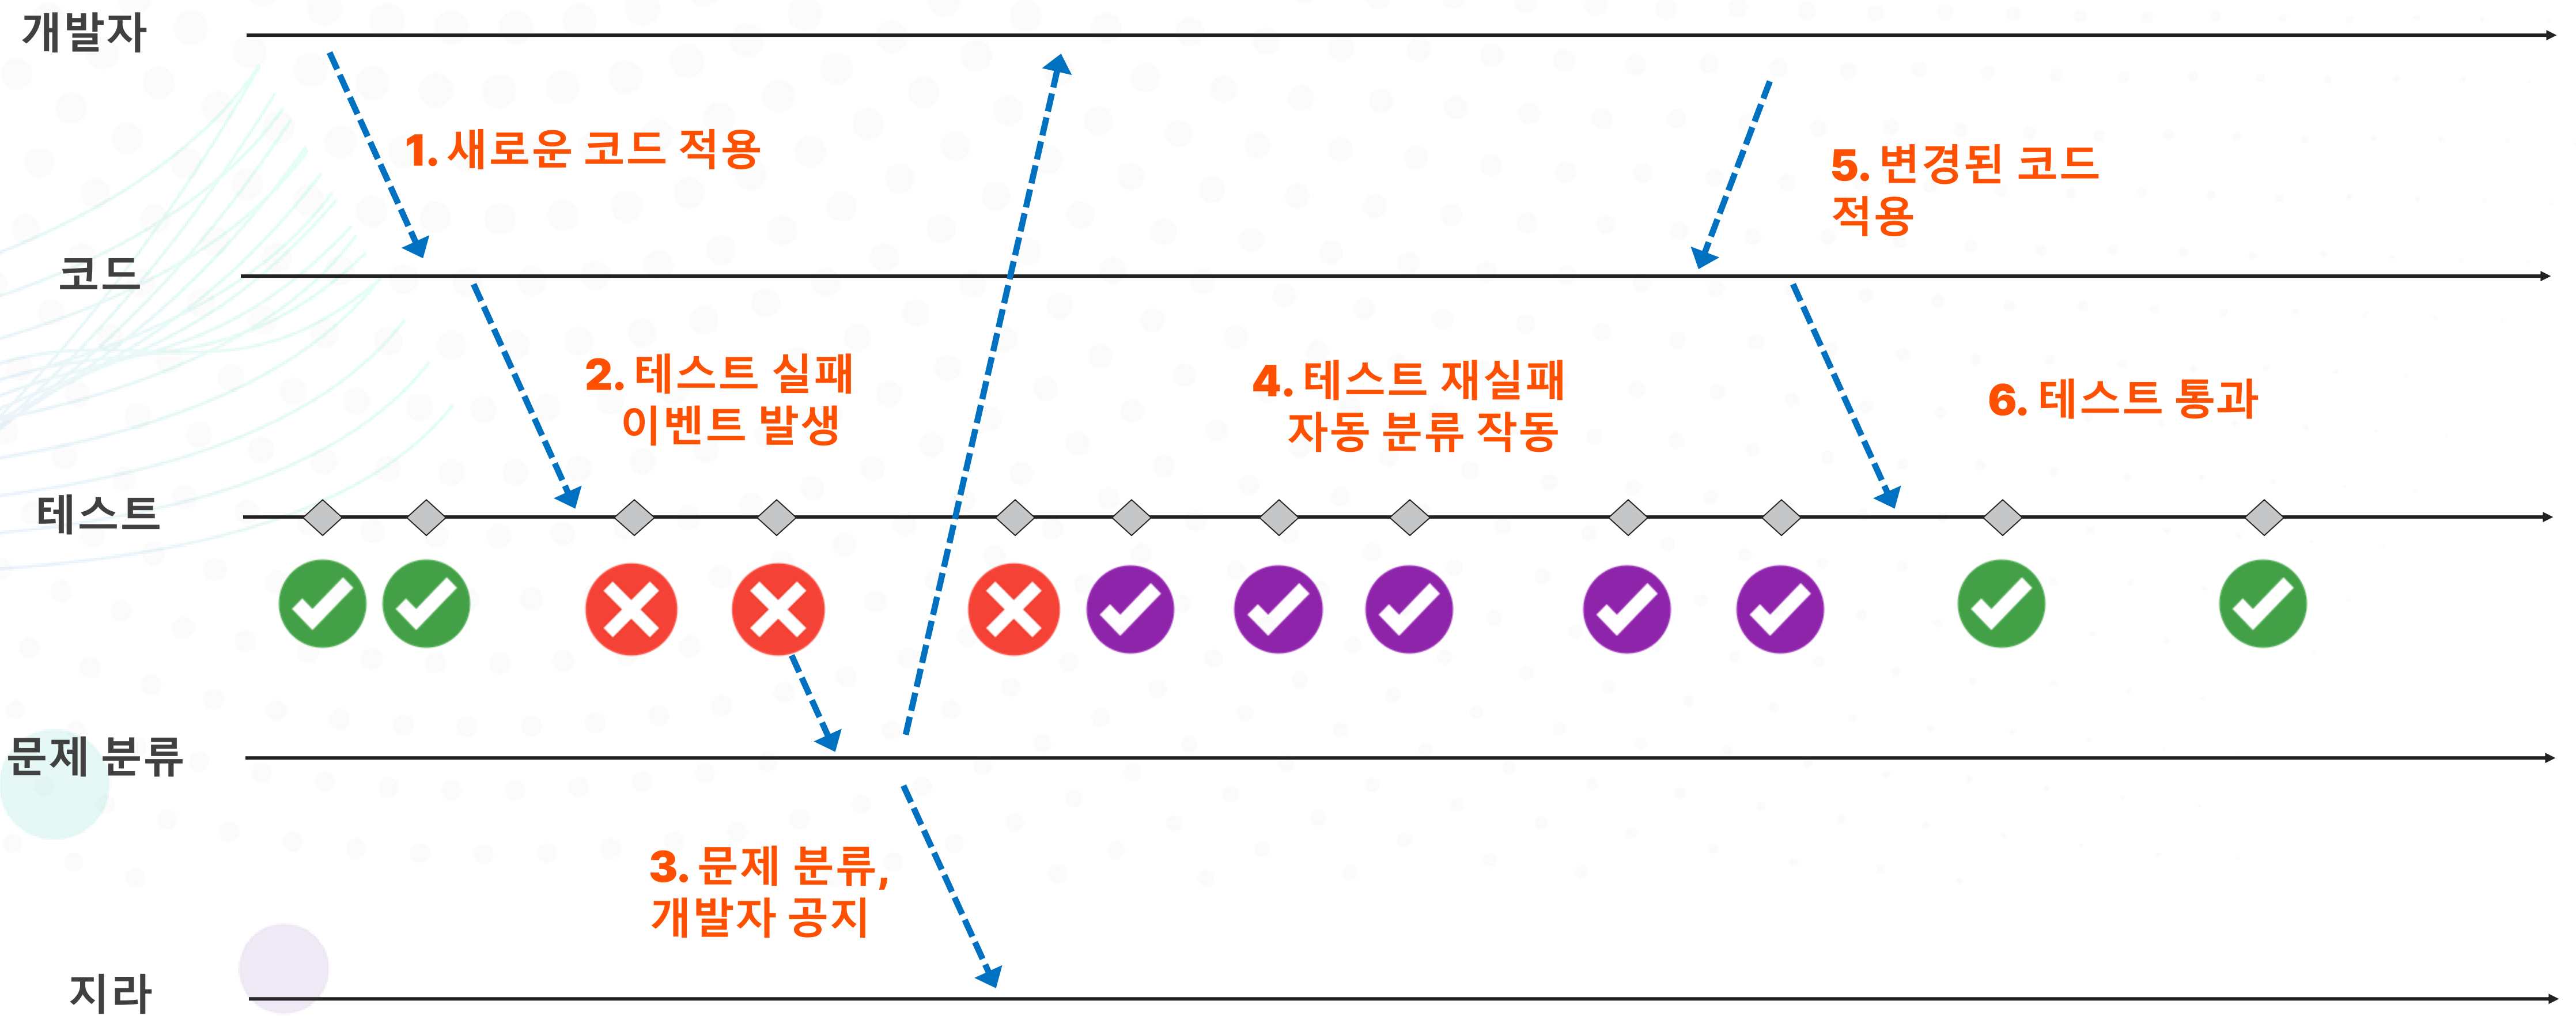 개발자
1. 새로운 코드 적용
5. 변경된 코드
적용
코드
2. 테스트 실패
이벤트 발생
4. 테스트 재실패
자동 분류 작동
6. 테스트 통과
테스트
문제 분류
3. 문제 분류,
개발자 공지
지라